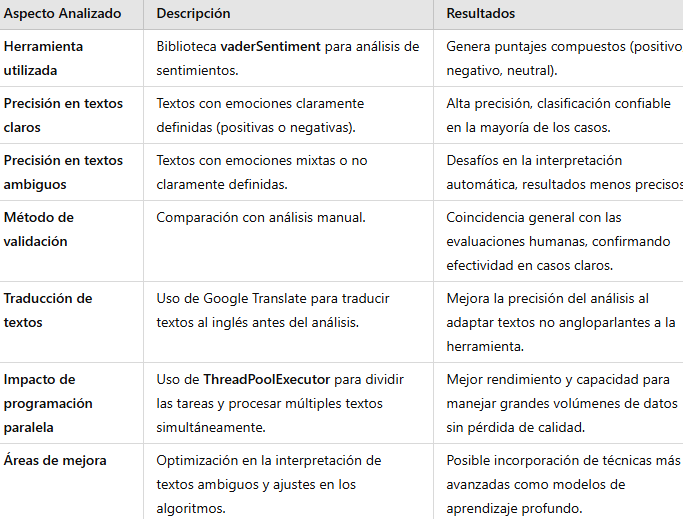 Aspecto Analizado Descripción Resultados
Herramienta utilizada
Biblioteca vaderSentiment para análisis de
sentimientos.
Genera puntajes compuestos (positivo
negativo, neutral).
Precisión en textos
claros
Textos con emociones claramente
definidas (positivas o negativas).
Alta precisión, clasificación confiable
en la mayoría de los casos.
Precisión en textos
ambiguos
Textos con emociones mixtas o no
claramente definidas.
Desafíos en la interpretación
automática, resultados menos precisos
Método de
validación
Comparación con análisis manual.
Coincidencia general con las
evaluaciones humanas, confirmando
efectividad en casos claros.
Traducción de
textos
Uso de Google Translate para traducir
textos al inglés antes del análisis.
Mejora la precisión del análisis al
adaptar textos no angloparlantes a la
herramienta.
Impacto de
programación
paralela
Uso de ThreadPoolExecutor para dividir
las tareas y procesar múltiples textos
simultáneamente.
Mejor rendimiento y capacidad para
manejar grandes volúmenes de datos
sin pérdida de calidad.
Áreas de mejora
Optimización en la interpretación de
textos ambiguos y ajustes en los
algoritmos.
Posible incorporación de técnicas más
avanzadas como modelos de
aprendizaje profundo.